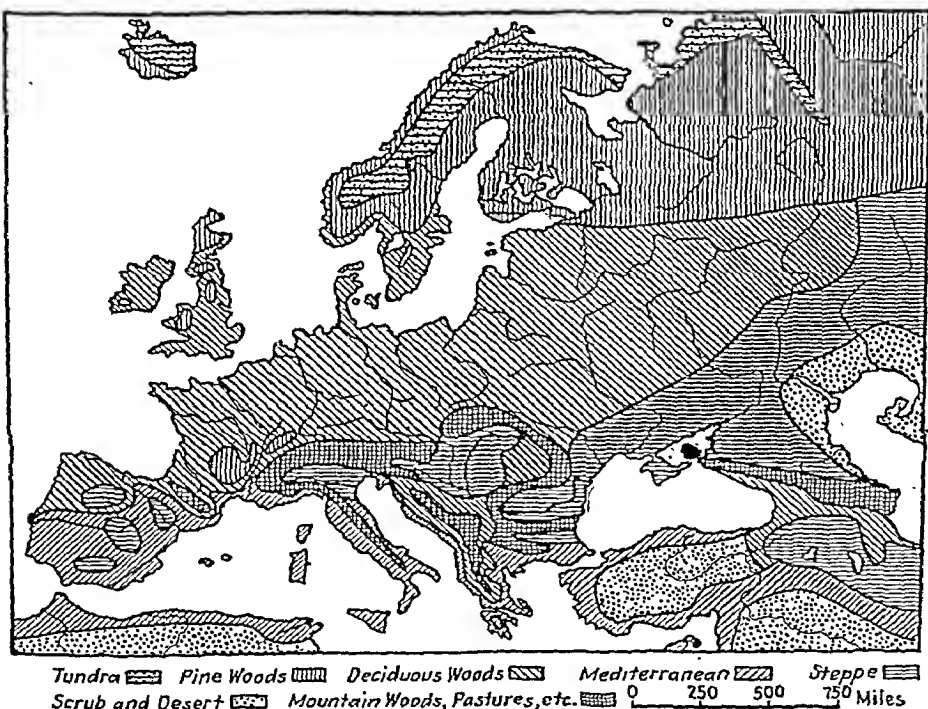 Tundra Pine Woods Deciduous Woods Mediterranean Steppe
Scrub and Desert Mountain Woods, Pastures, etc. 0 250 500 750 Miles